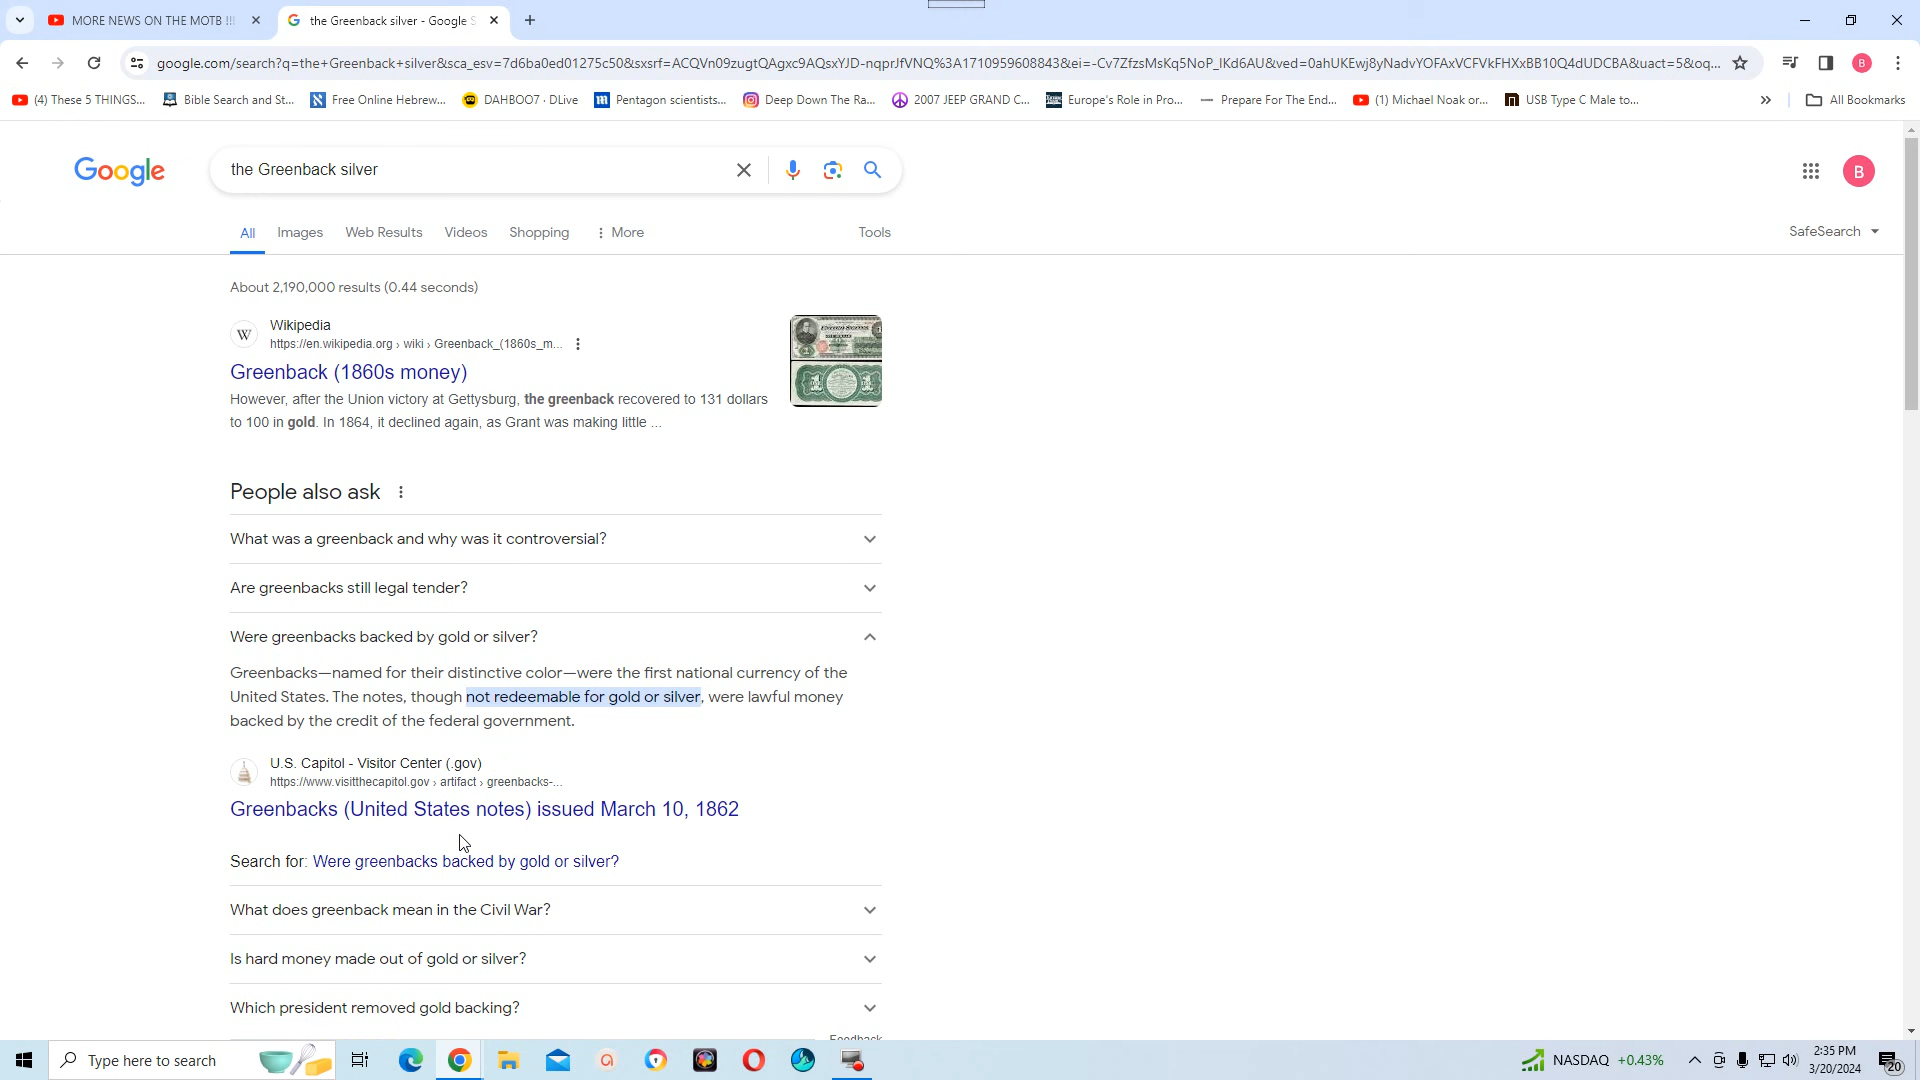 MORE NEWS ON THE MOTB !!!
the Greenback silver - Google S
google.com/search?q=the+Greenback+silver&sca_esv=7d6ba0ed01275c50&sxsrf=ACQVn09zugtQAgxc9AQsxYJD-nqprJfVNQ%3A1710959608843&ei=-Cv7ZfzsMsKq5NoP_IKd6AU&ved=0ahUKEwj8yNadvYOFAxVCFVkFHXxBB10Q4dUDCBA&uact=5&oq...
B
(4) These 5 THINGS...
Bible Search and St...
Free Online Hebrew...
DAHBOO7 · DLive
Pentagon scientists...
Deep Down The Ra...
2007 JEEP GRAND C...
Europe's Role in Pro...
Prepare For The End...
(1) Michael Noak or...
USB Type C Male to...
All Bookmarks
Google
the Greenback silver
B
All
Images
Web Results
Videos
Shopping
More
Tools
SafeSearch
About 2,190,000 results (0.44 seconds)
W
Wikipedia
https://en.wikipedia.org › wiki › Greenback_(1860s_m...
Greenback (1860s money)
However, after the Union victory at Gettysburg, the greenback recovered to 131 dollars
to 100 in gold. In 1864, it declined again, as Grant was making little ...
People also ask
What was a greenback and why was it controversial?
Are greenbacks still legal tender?
Were greenbacks backed by gold or silver?
Greenbacks—named for their distinctive color—were the first national currency of the
United States. The notes, though not redeemable for gold or silver, were lawful money
backed by the credit of the federal government.
U.S. Capitol - Visitor Center (.gov)
https://www.visitthecapitol.gov › artifact › greenbacks-...
Greenbacks (United States notes) issued March 10, 1862
Search for: Were greenbacks backed by gold or silver?
What does greenback mean in the Civil War?
Is hard money made out of gold or silver?
Which president removed gold backing?
Feedback
Type here to search
NASDAQ +0.43%
2:35 PM
3/20/2024
20